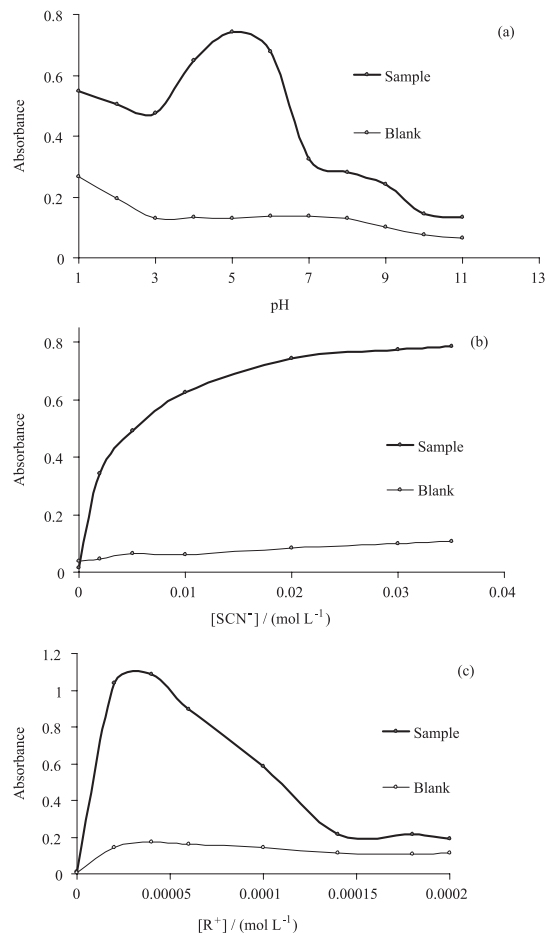 (a)
0.8
0.6
0.4
0.2
0
Absorbance
Sample
Blank
1 3 5 7 9 11 13
pH
(b)
0.8
0.6
0.4
0.2
0
Absorbance
Sample
Blank
0 0.01 0.02 0.03 0.04
[SCN⁻] / (mol L⁻¹)
(c)
1.2
1
0.8
0.6
0.4
0.2
0
Absorbance
Sample
Blank
0 0.00005 0.0001 0.00015 0.0002
[R⁺] / (mol L⁻¹)